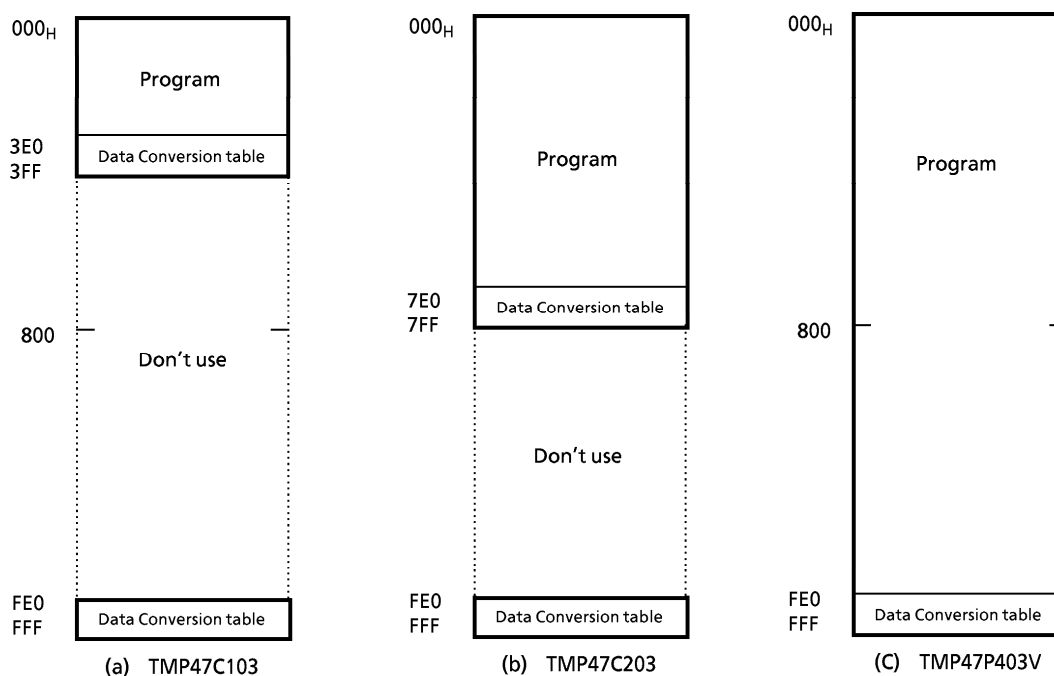 000H
Program
3E0
Data Conversion table
3FF
800
Don't use
FE0
Data Conversion table
FFF
(a) TMP47C103
000H
Program
7E0
Data Conversion table
7FF
Don't use
FE0
Data Conversion table
FFF
(b) TMP47C203
000H
Program
800
FE0
Data Conversion table
FFF
(C) TMP47P403V